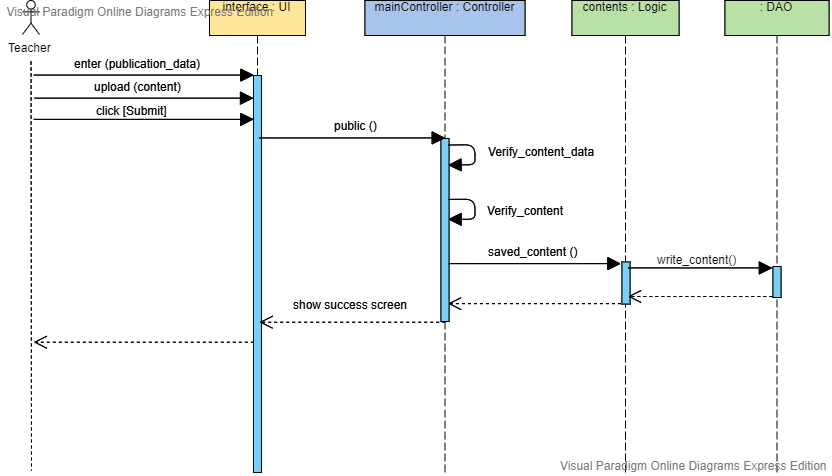 Visual Paradigm Online Diagrams Express Edition
interface : UI
mainController : Controller
contents : Logic
: DAO
Teacher
enter (publication_data)
upload (content)
click [Submit]
public ()
Verify_content_data
Verify_content
saved_content ()
write_content()
show success screen
Visual Paradigm Online Diagrams Express Edition